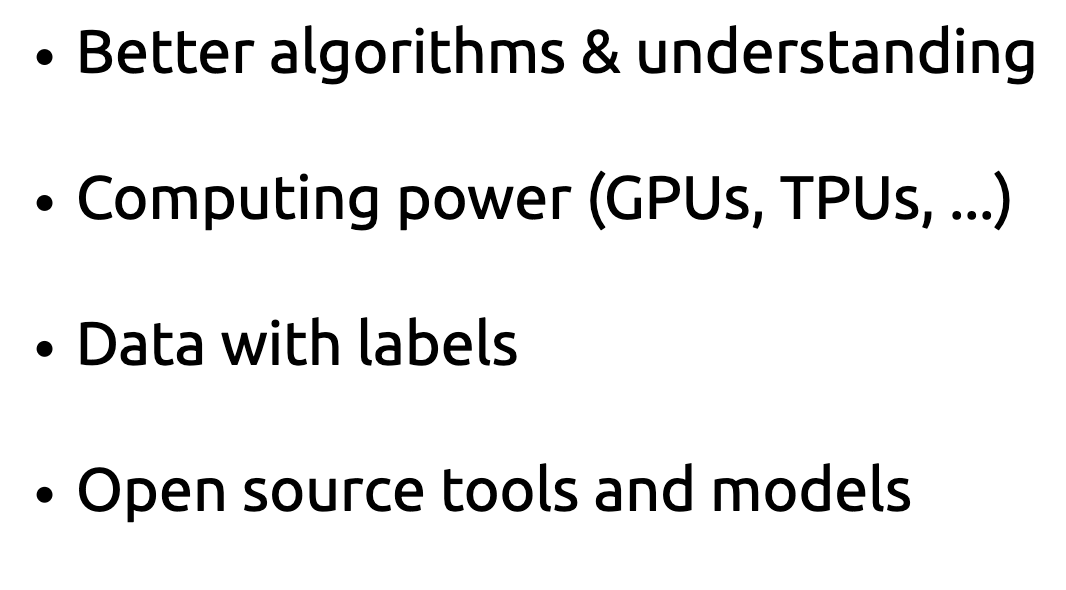 • Better algorithms & understanding
• Computing power (GPUs, TPUs, ...)
• Data with labels
• Open source tools and models